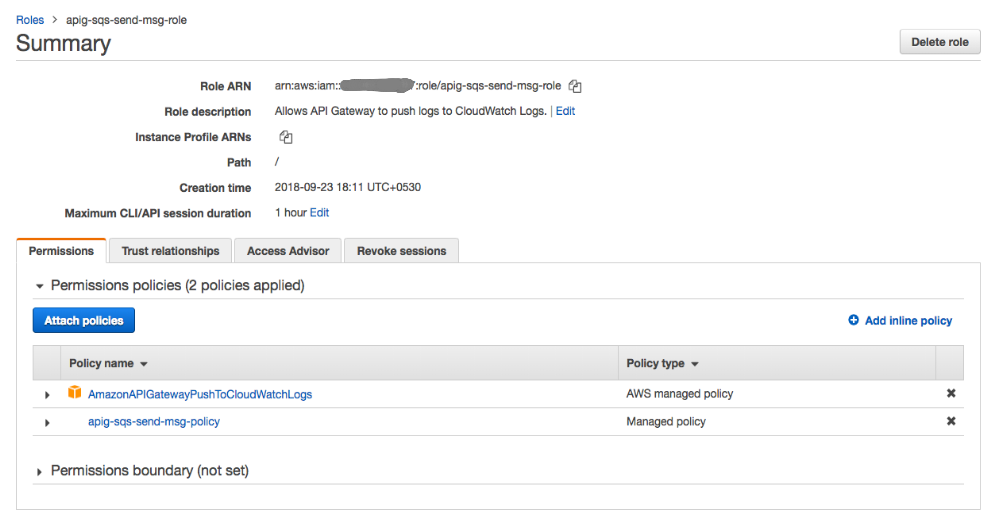 Roles > apig-sqs-send-msg-role
Summary
Delete role
Role ARN arn:aws:iam:: :role/apig-sqs-send-msg-role
Role description Allows API Gateway to push logs to CloudWatch Logs. | Edit
Instance Profile ARNs
Path /
Creation time 2018-09-23 18:11 UTC+0530
Maximum CLI/API session duration 1 hour Edit
Permissions Trust relationships Access Advisor Revoke sessions
Permissions policies (2 policies applied)
Attach policies Add inline policy
Policy name Policy type
AmazonAPIGatewayPushToCloudWatchLogs AWS managed policy
apig-sqs-send-msg-policy Managed policy
Permissions boundary (not set)